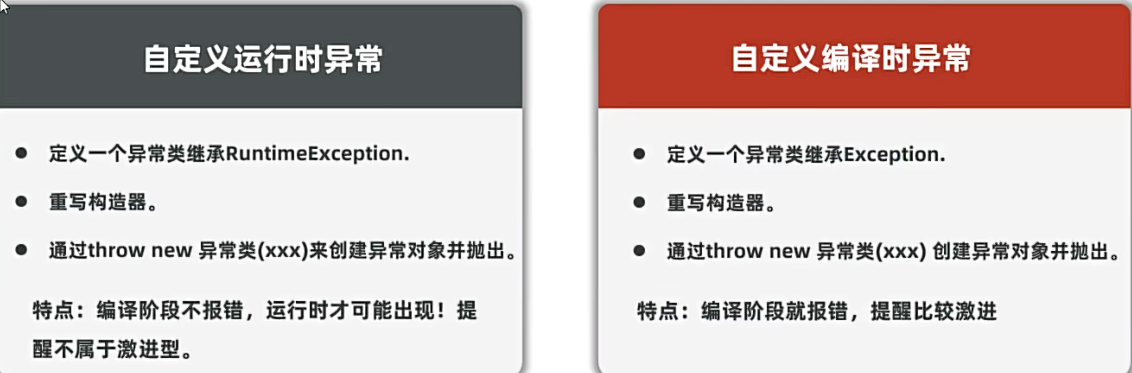 自定义运行时异常
定义一个异常类继承RuntimeException.
重写构造器。
通过throw new 异常类(xxx)来创建异常对象并抛出。
特点：编译阶段不报错，运行时才可能出现！提
醒不属于激进型。
自定义编译时异常
定义一个异常类继承Exception.
重写构造器。
通过throw new 异常类(xxx) 创建异常对象并抛出。
特点：编译阶段就报错，提醒比较激进